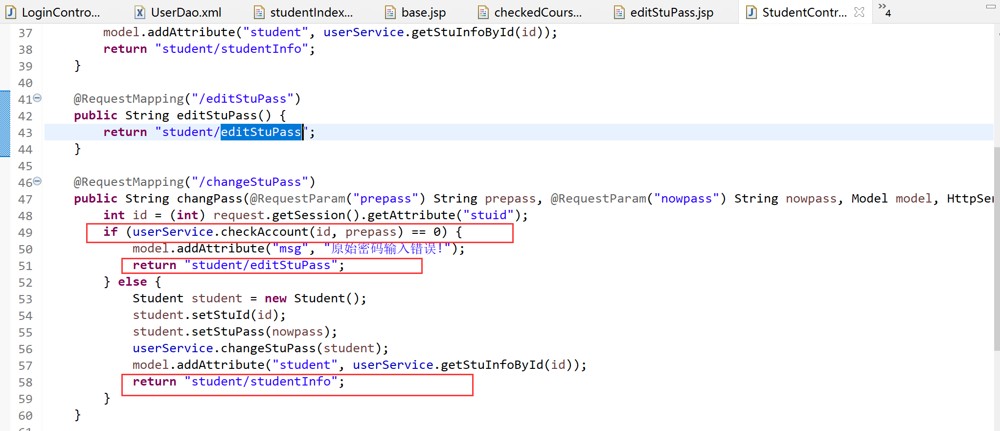 LoginContro... UserDao.xml studentIndex... base.jsp checkedCours... editStuPass.jsp StudentContr... »4
37 model.addAttribute("student", userService.getStuInfoById(id));
38 return "student/studentInfo";
39 }
40
41 @RequestMapping("/editStuPass")
42 public String editStuPass() {
43 return "student/editStuPass";
44 }
45
46 @RequestMapping("/changeStuPass")
47 public String changPass(@RequestParam("prepass") String prepass, @RequestParam("nowpass") String nowpass, Model model, HttpSer
48 int id = (int) request.getSession().getAttribute("stuid");
49 if (userService.checkAccount(id, prepass) == 0) {
50 model.addAttribute("msg", "原始密码输入错误!");
51 return "student/editStuPass";
52 } else {
53 Student student = new Student();
54 student.setStuId(id);
55 student.setStuPass(nowpass);
56 userService.changeStuPass(student);
57 model.addAttribute("student", userService.getStuInfoById(id));
58 return "student/studentInfo";
59 }
60 }
61